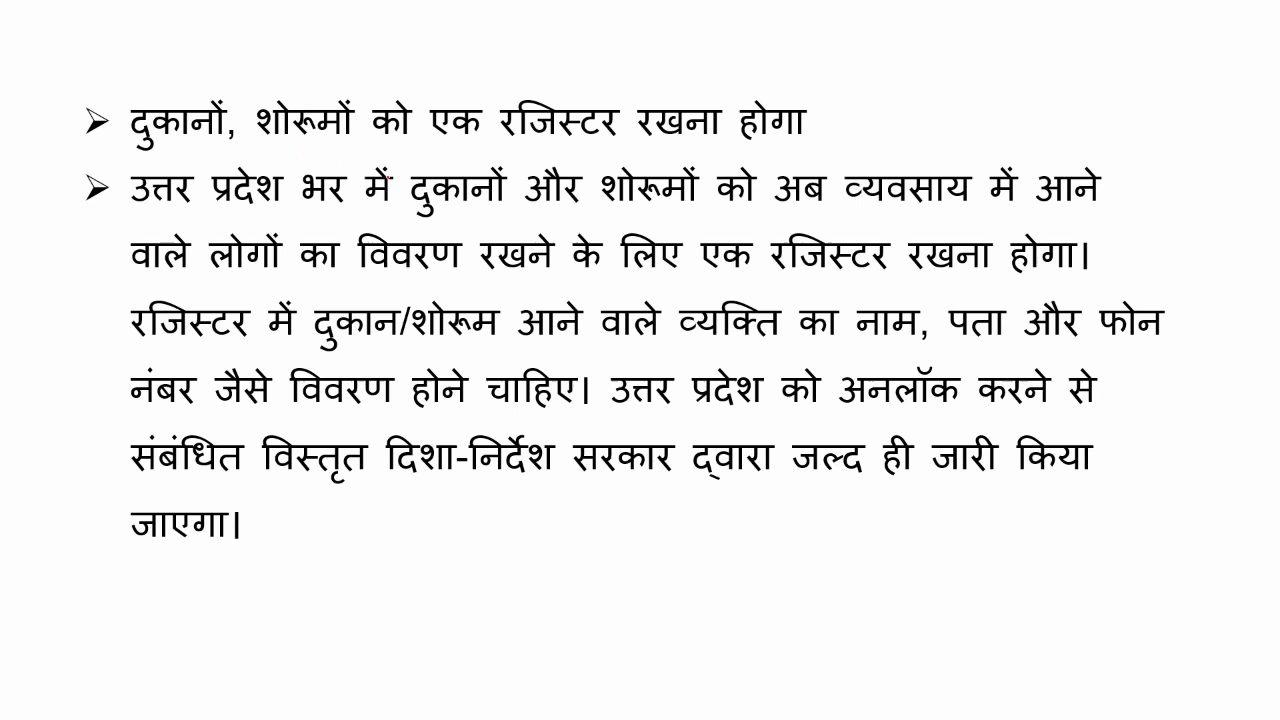 ➢ दुकानों, शोरूमों को एक रजिस्टर रखना होगा
➢ उत्तर प्रदेश भर में दुकानों और शोरूमों को अब व्यवसाय में आने
वाले लोगों का विवरण रखने के लिए एक रजिस्टर रखना होगा।
रजिस्टर में दुकान/शोरूम आने वाले व्यक्ति का नाम, पता और फोन
नंबर जैसे विवरण होने चाहिए। उत्तर प्रदेश को अनलॉक करने से
संबंधित विस्तृत दिशा-निर्देश सरकार द्वारा जल्द ही जारी किया
जाएगा।